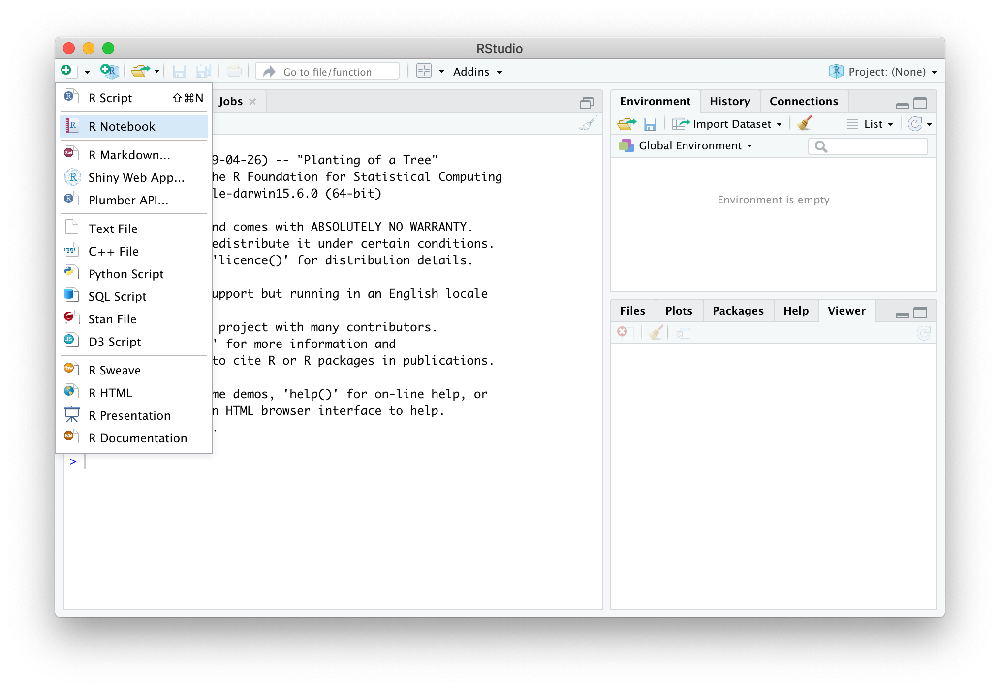 RStudio
Go to file/function
Addins
Project: (None)
R Script ⇧⌘N
R Notebook
R Markdown...
Shiny Web App...
Plumber API...
Text File
C++ File
Python Script
SQL Script
Stan File
D3 Script
R Sweave
R HTML
R Presentation
R Documentation
Jobs
9-04-26) -- "Planting of a Tree"
he R Foundation for Statistical Computing
le-darwin15.6.0 (64-bit)
nd comes with ABSOLUTELY NO WARRANTY.
edistribute it under certain conditions.
'licence()' for distribution details.
upport but running in an English locale
project with many contributors.
' for more information and
to cite R or R packages in publications.
me demos, 'help()' for on-line help, or
n HTML browser interface to help.
.
>
Environment History Connections
Import Dataset List
Global Environment
Environment is empty
Files Plots Packages Help Viewer